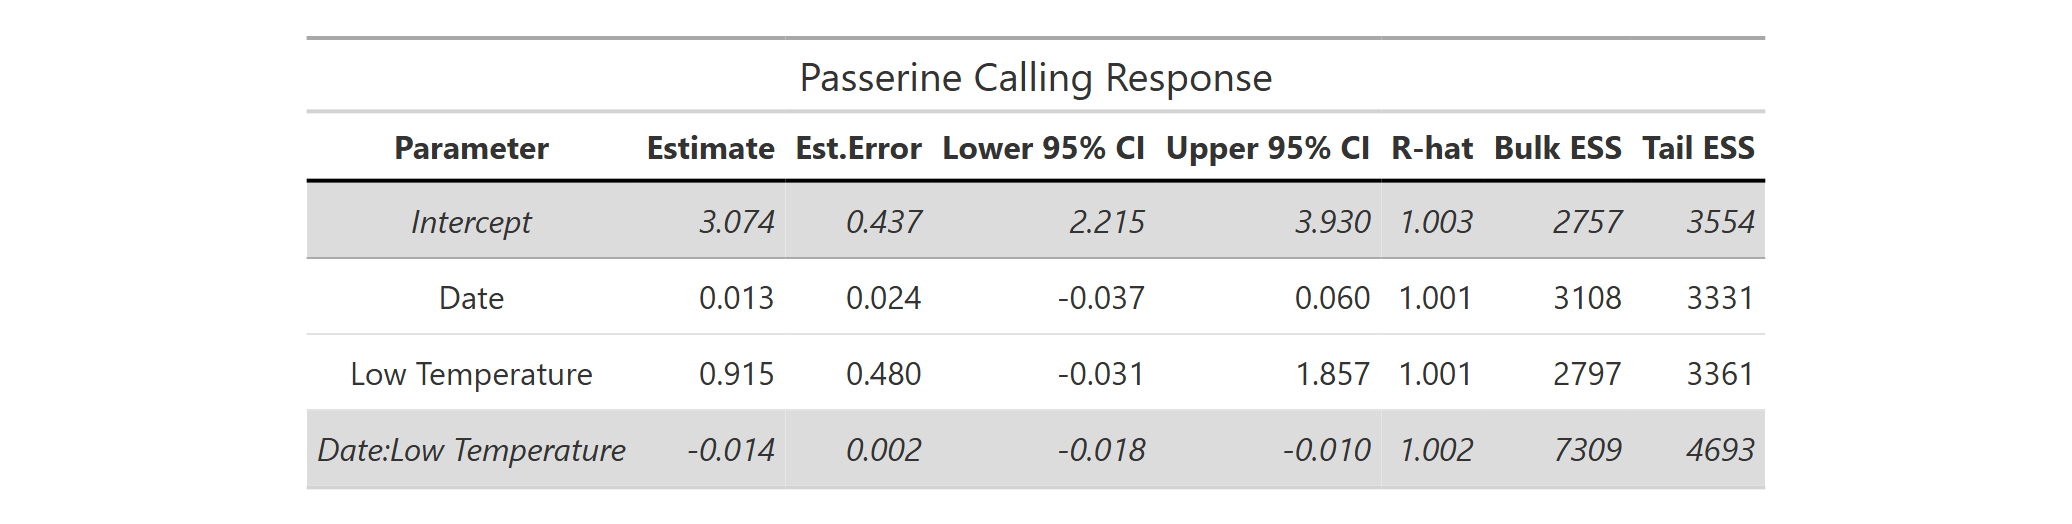 Passerine Calling Response
Parameter Estimate Est.Error Lower 95% CI Upper 95% CI R-hat Bulk ESS Tail ESS
Intercept 3.074 0.437 2.215 3.930 1.003 2757 3554
Date 0.013 0.024 -0.037 0.060 1.001 3108 3331
Low Temperature 0.915 0.480 -0.031 1.857 1.001 2797 3361
Date:Low Temperature -0.014 0.002 -0.018 -0.010 1.002 7309 4693